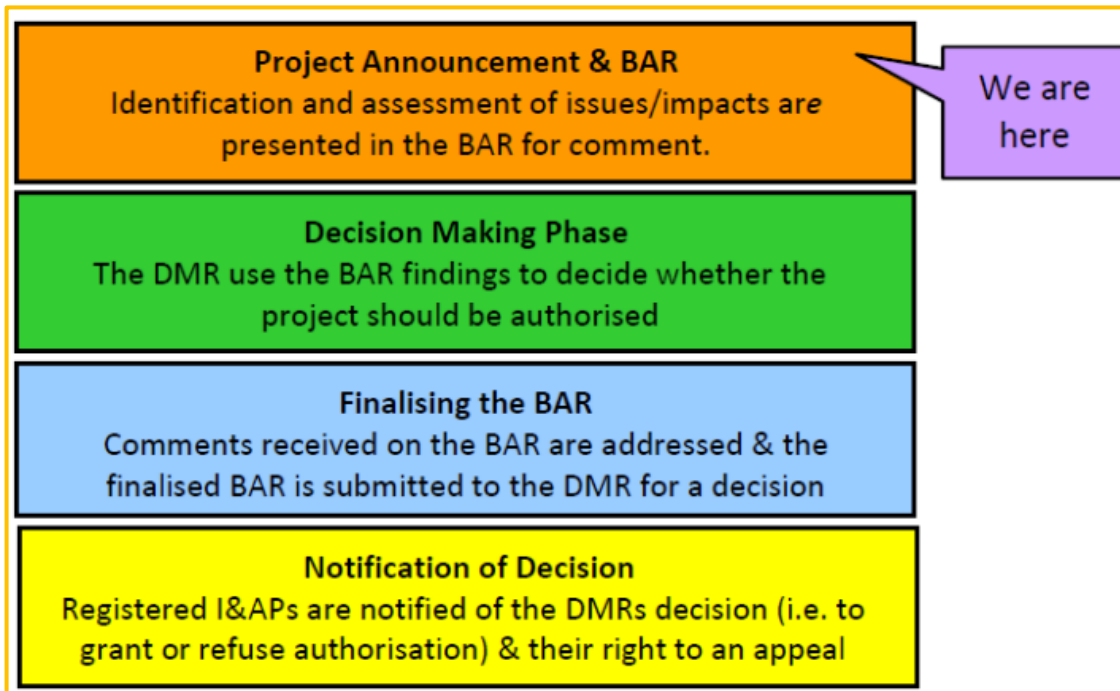 Project Announcement & BAR
Identification and assessment of issues/impacts are
presented in the BAR for comment.
We are
here
Decision Making Phase
The DMR use the BAR findings to decide whether the
project should be authorised
Finalising the BAR
Comments received on the BAR are addressed & the
finalised BAR is submitted to the DMR for a decision
Notification of Decision
Registered I&APs are notified of the DMRs decision (i.e. to
grant or refuse authorisation) & their right to an appeal